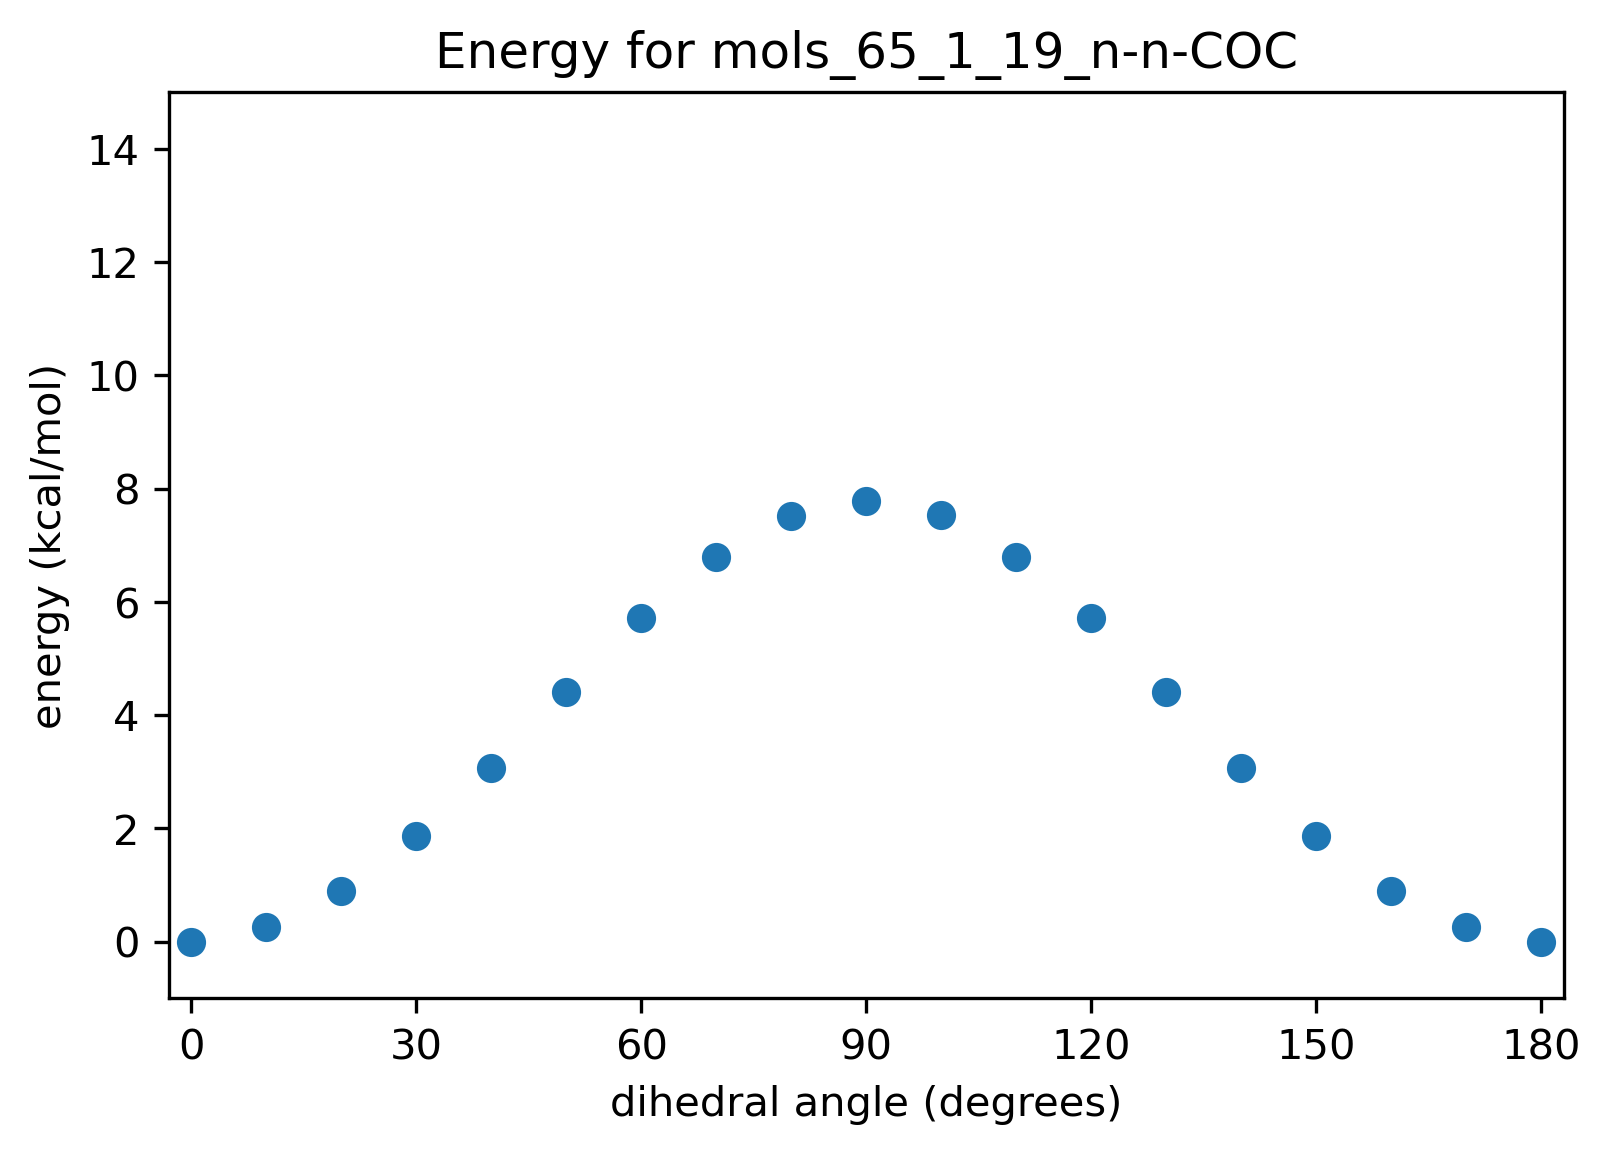 Energy for mols_65_1_19_n-n-COC
energy (kcal/mol)
14
12
10
8
6
4
2
0
0 30 60 90 120 150 180
dihedral angle (degrees)